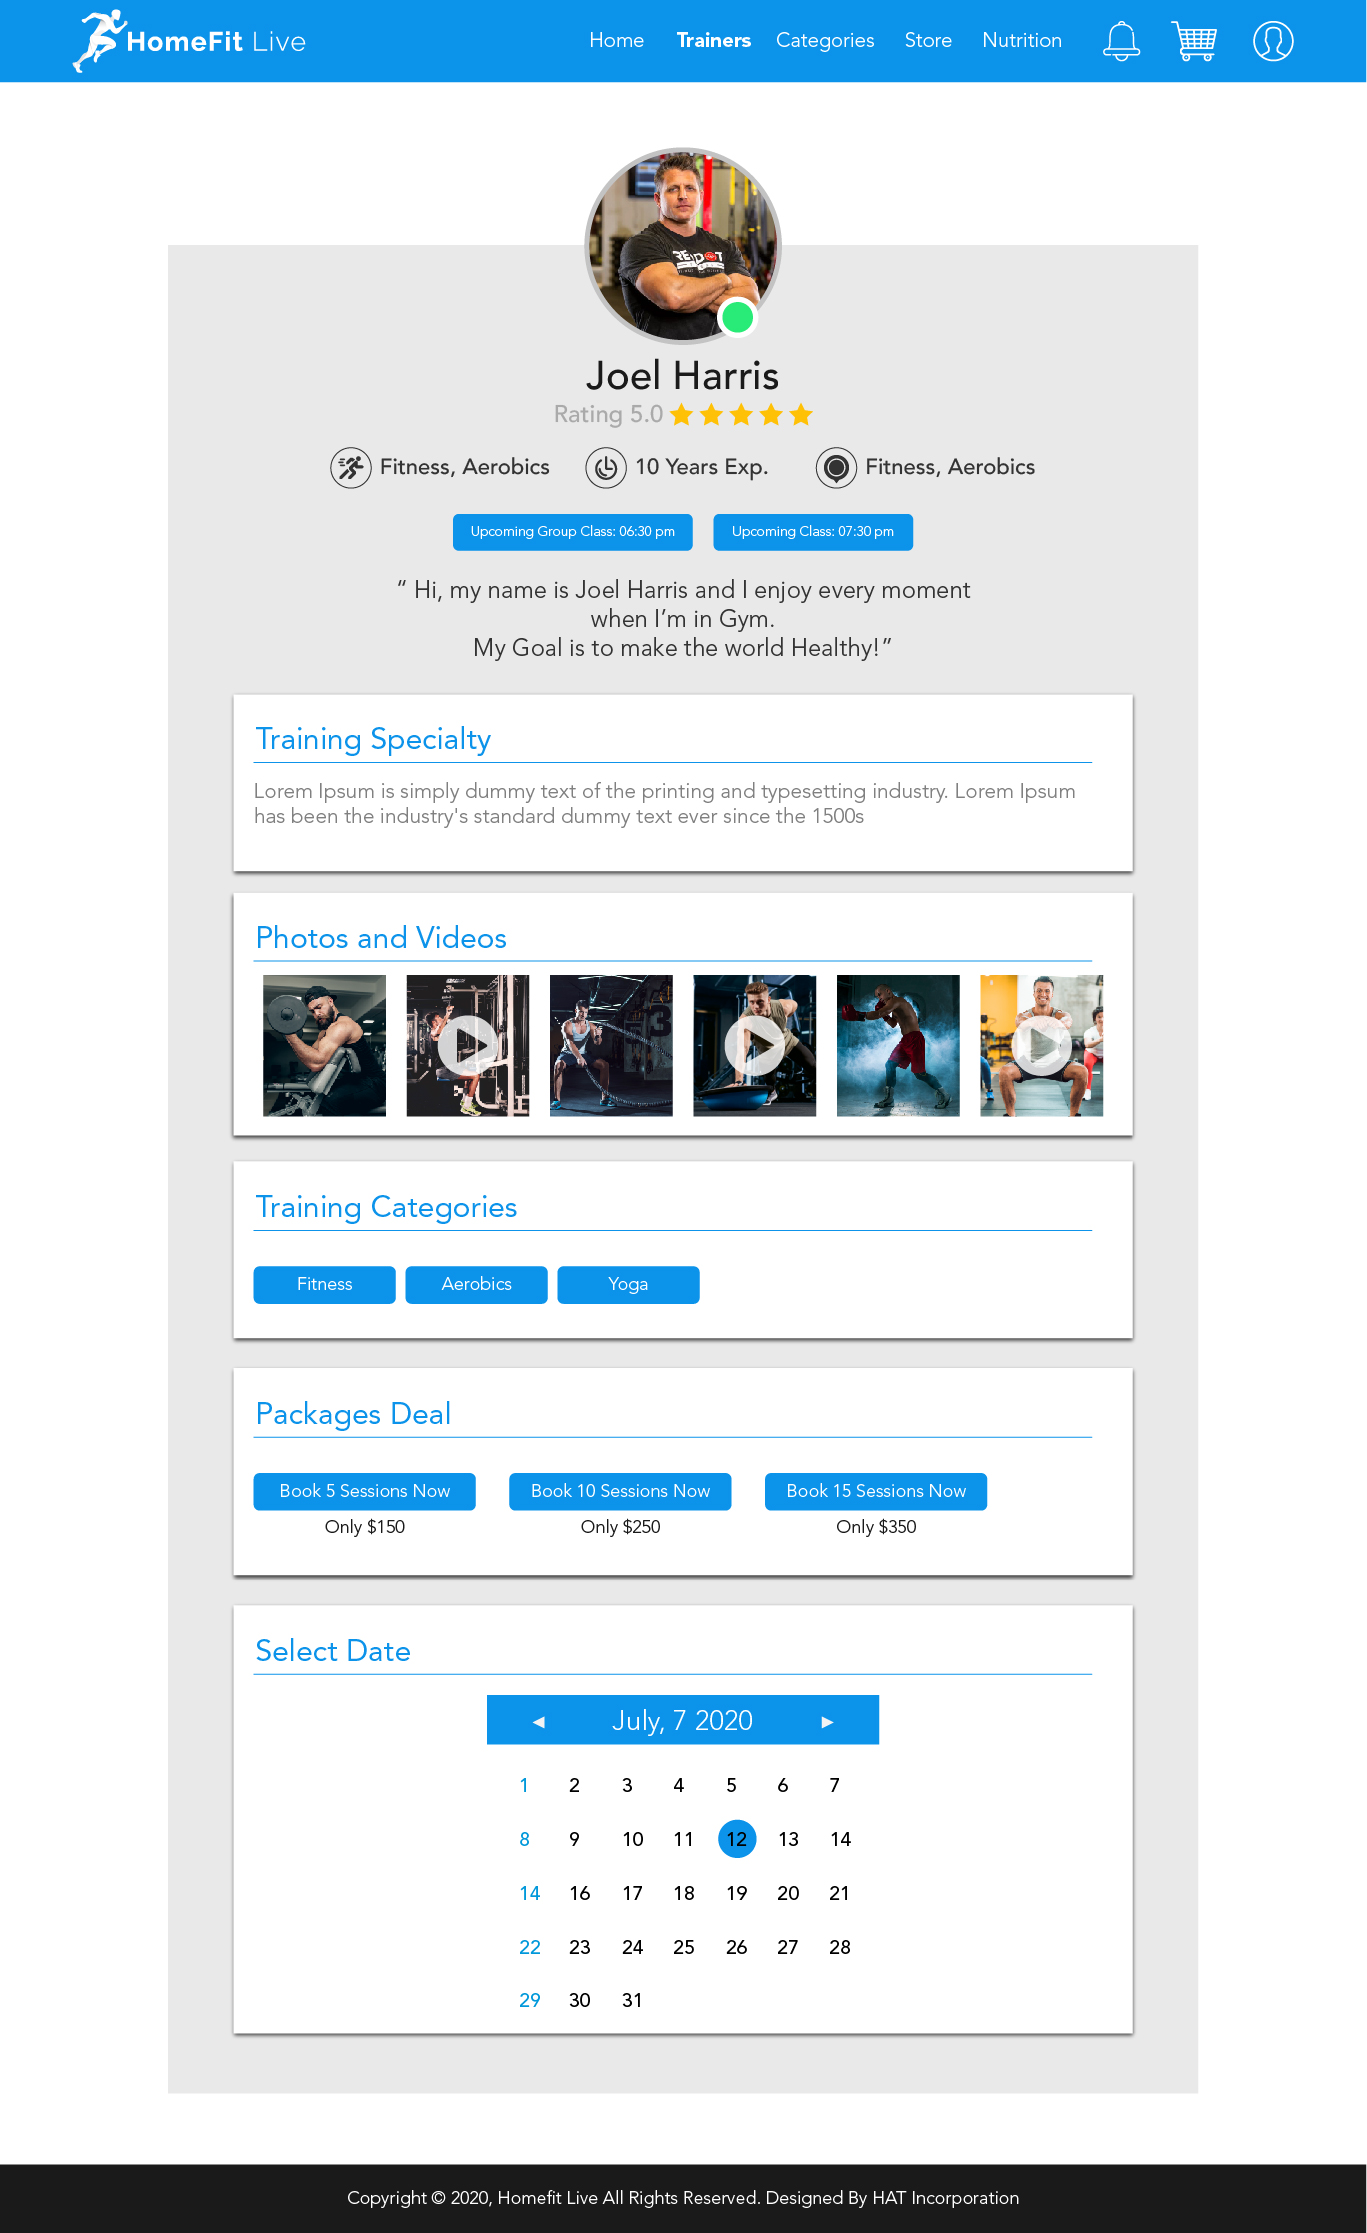 HomeFit Live
Home Trainers Categories Store Nutrition
Joel Harris
Rating 5.0
Fitness, Aerobics 10 Years Exp. Fitness, Aerobics
Upcoming Group Class: 06:30 pm Upcoming Class: 07:30 pm
“ Hi, my name is Joel Harris and I enjoy every moment
when I’m in Gym.
My Goal is to make the world Healthy!”
Training Specialty
Lorem Ipsum is simply dummy text of the printing and typesetting industry. Lorem Ipsum
has been the industry's standard dummy text ever since the 1500s
Photos and Videos
Training Categories
Fitness Aerobics Yoga
Packages Deal
Book 5 Sessions Now Book 10 Sessions Now Book 15 Sessions Now
Only $150 Only $250 Only $350
Select Date
◄ July, 7 2020 ►
1 2 3 4 5 6 7
8 9 10 11 12 13 14
14 16 17 18 19 20 21
22 23 24 25 26 27 28
29 30 31
Copyright © 2020, Homefit Live All Rights Reserved. Designed By HAT Incorporation